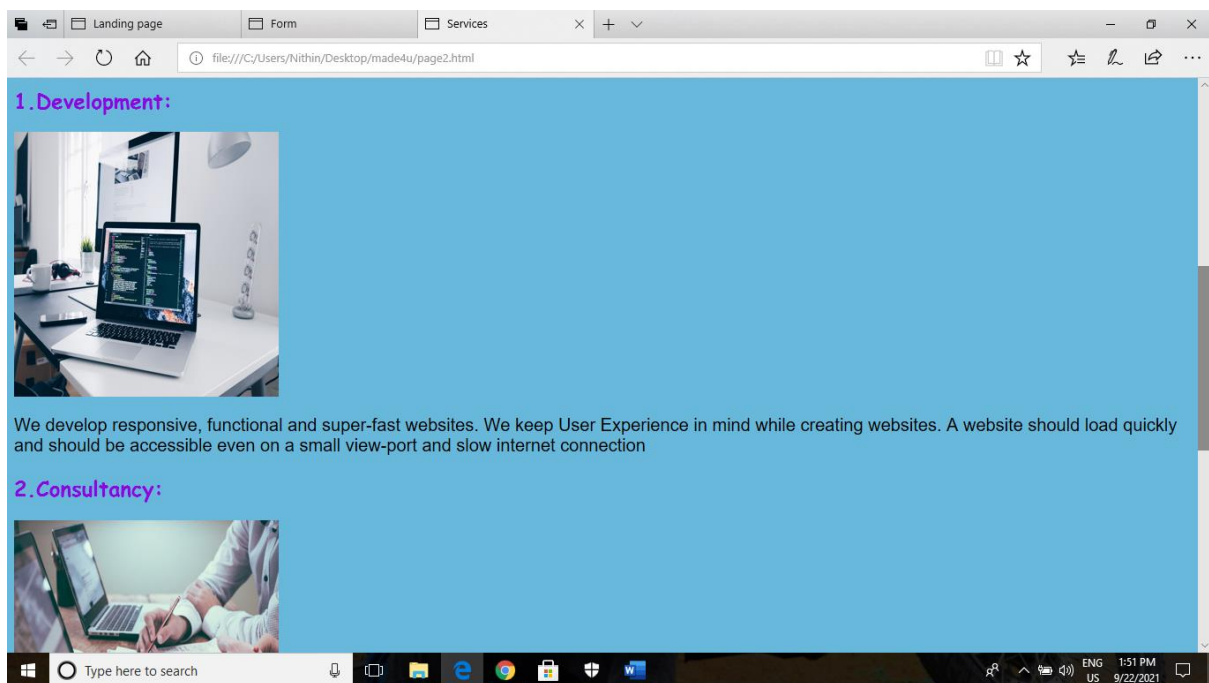 Landing page
Form
Services
file:///C:/Users/Nithin/Desktop/made4u/page2.html
1.Development:
We develop responsive, functional and super-fast websites. We keep User Experience in mind while creating websites. A website should load quickly
and should be accessible even on a small view-port and slow internet connection
2.Consultancy:
Type here to search
ENG
US
1:51 PM
9/22/2021